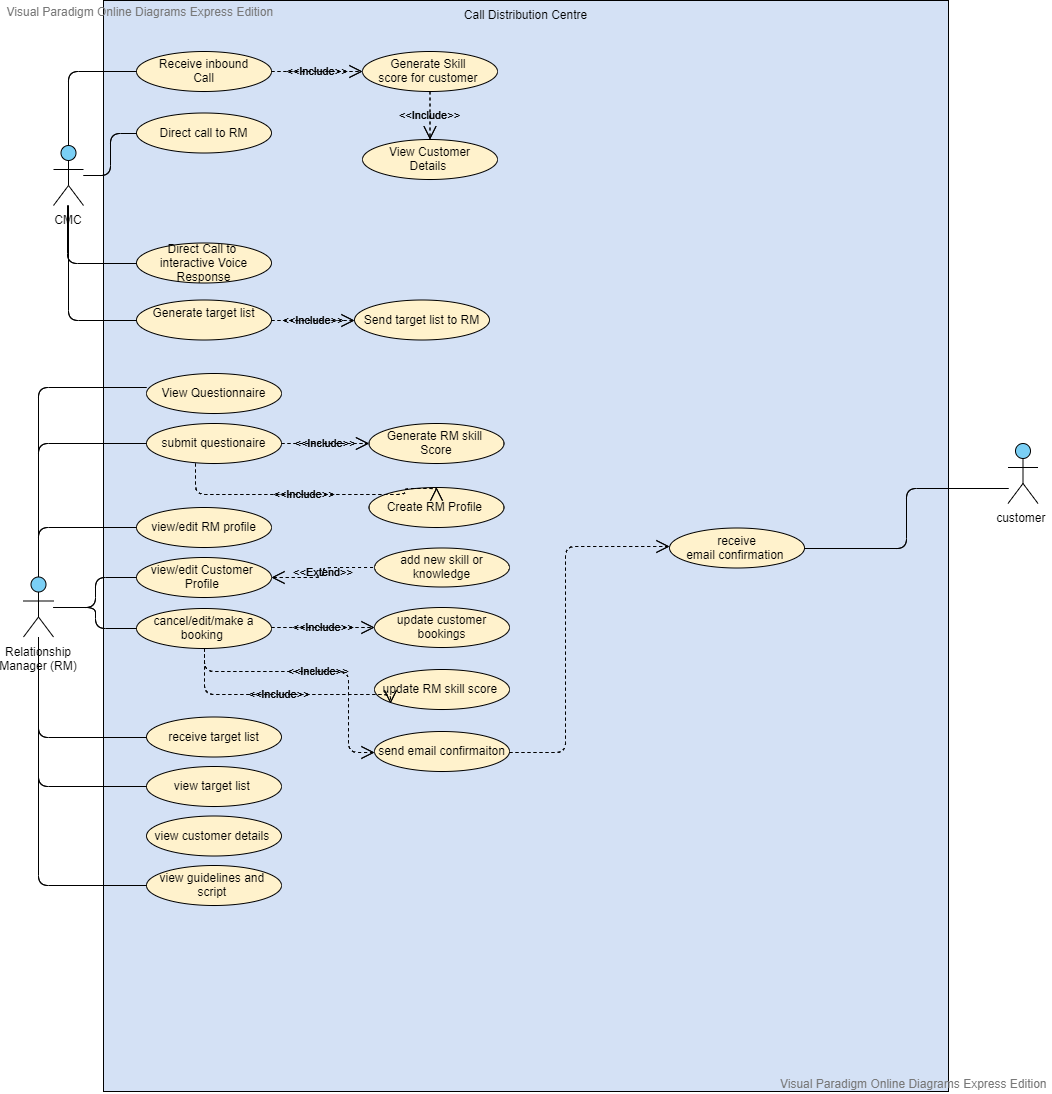 Visual Paradigm Online Diagrams Express Edition
Call Distribution Centre
Receive inbound
Call
<<Include>>
Generate Skill
score for customer
<<Include>>
Direct call to RM
View Customer
Details
CMC
Direct Call to
interactive Voice
Response
Generate target list
<<Include>>
Send target list to RM
View Questionnaire
submit questionaire
<<Include>>
Generate RM skill
Score
<<Include>>
Create RM Profile
view/edit RM profile
customer
receive
email confirmation
view/edit Customer
Profile
<<Extend>>
add new skill or
knowledge
cancel/edit/make a
booking
<<Include>>
update customer
bookings
Relationship
Manager (RM)
<<Include>>
<<Include>>
update RM skill score
receive target list
send email confirmaiton
view target list
view customer details
view guidelines and
script
Visual Paradigm Online Diagrams Express Edition